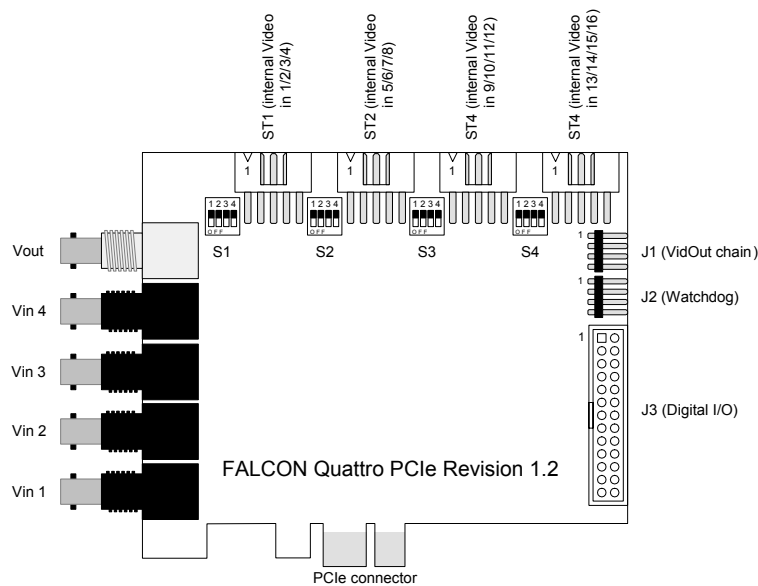 ST1 (internal Video
in 1/2/3/4)
ST2 (internal Video
in 5/6/7/8)
ST4 (internal Video
in 9/10/11/12)
ST4 (internal Video
in 13/14/15/16)
1
1
1
1
1 2 3 4
OFF
S1
1 2 3 4
OFF
S2
1 2 3 4
OFF
S3
1 2 3 4
OFF
S4
Vout
1
J1 (VidOut chain)
1
J2 (Watchdog)
Vin 4
1
Vin 3
J3 (Digital I/O)
Vin 2
FALCON Quattro PCIe Revision 1.2
Vin 1
PCIe connector